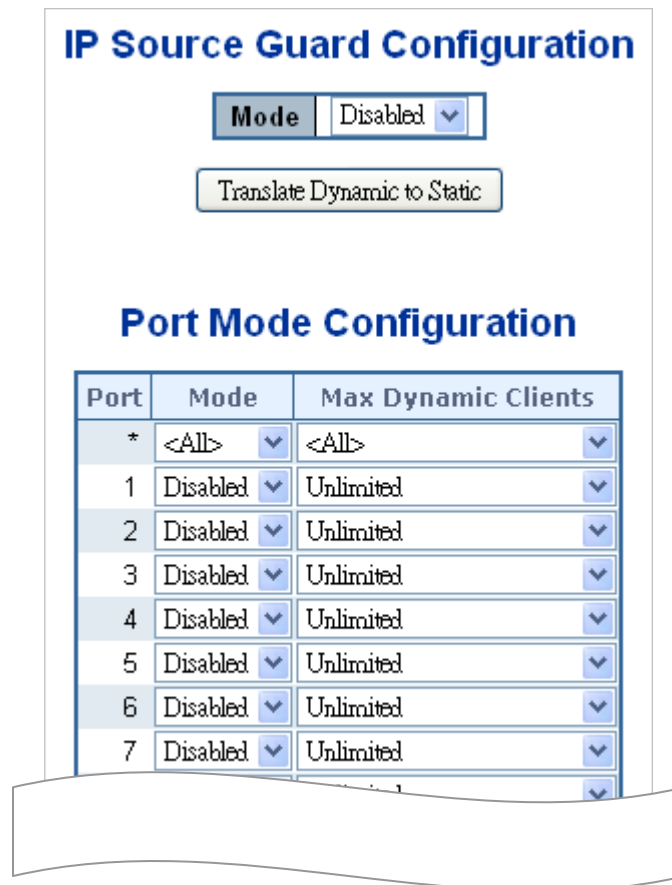 IP Source Guard Configuration
Mode Disabled
Translate Dynamic to Static
Port Mode Configuration
Port Mode Max Dynamic Clients
* <All> <All>
1 Disabled Unlimited
2 Disabled Unlimited
3 Disabled Unlimited
4 Disabled Unlimited
5 Disabled Unlimited
6 Disabled Unlimited
7 Disabled Unlimited